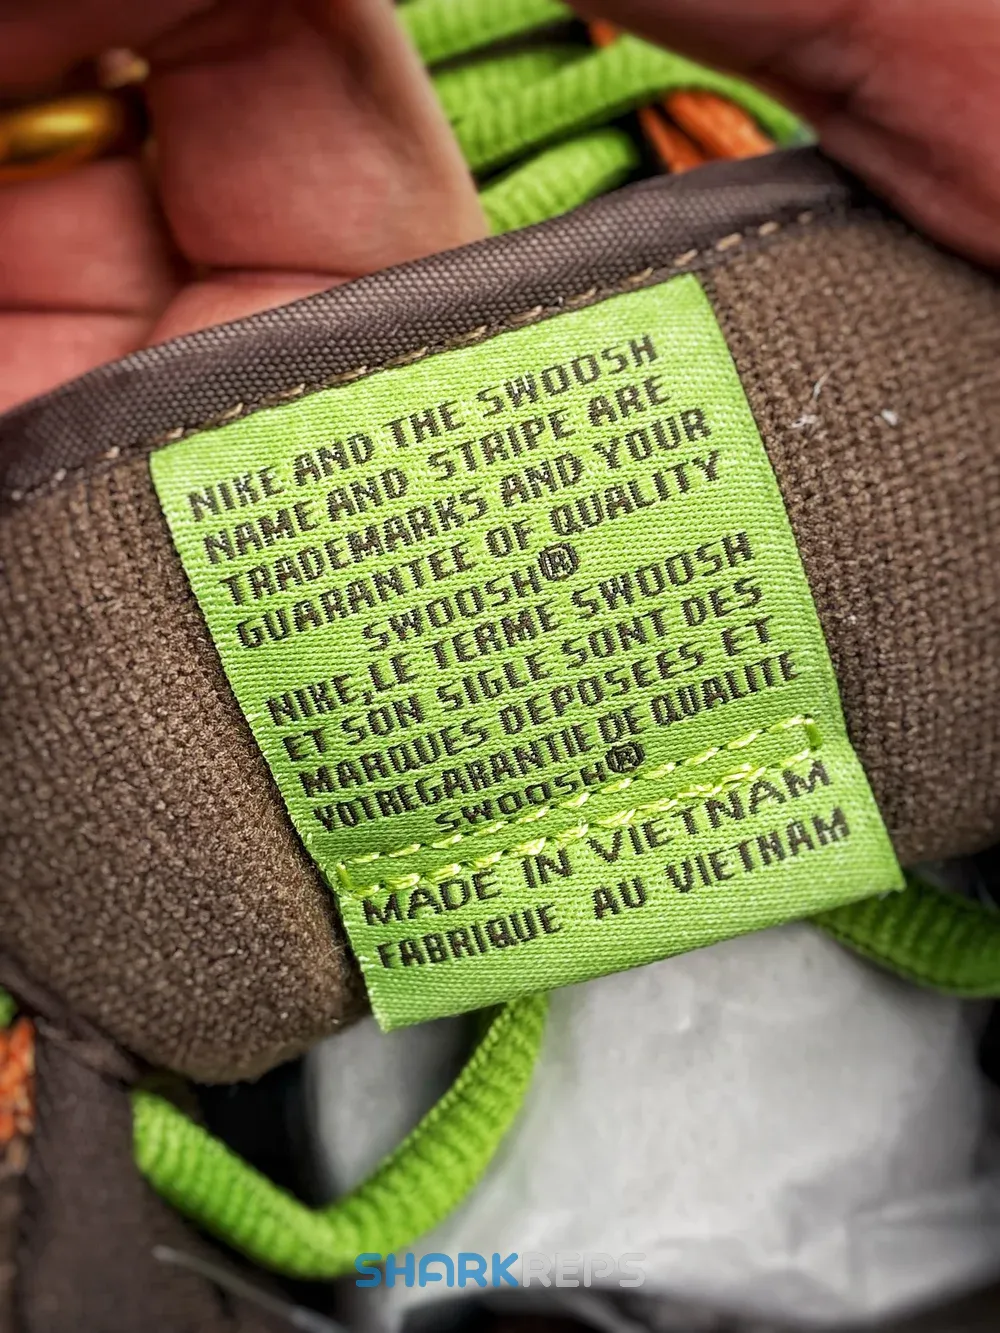 NIKE AND THE SWOOSH
NAME AND STRIPE ARE
TRADEMARKS AND YOUR
GUARANTEE OF QUALITY
SWOOSH®
NIKE,LE TERME SWOOSH
ET SON SIGLE SONT DES
MARQUES DEPOSEES ET
VOTREGARANTIE DE QUALITE
SWOOSH®
MADE IN VIETNAM
FABRIQUE AU VIETNAM
SHARKREPS